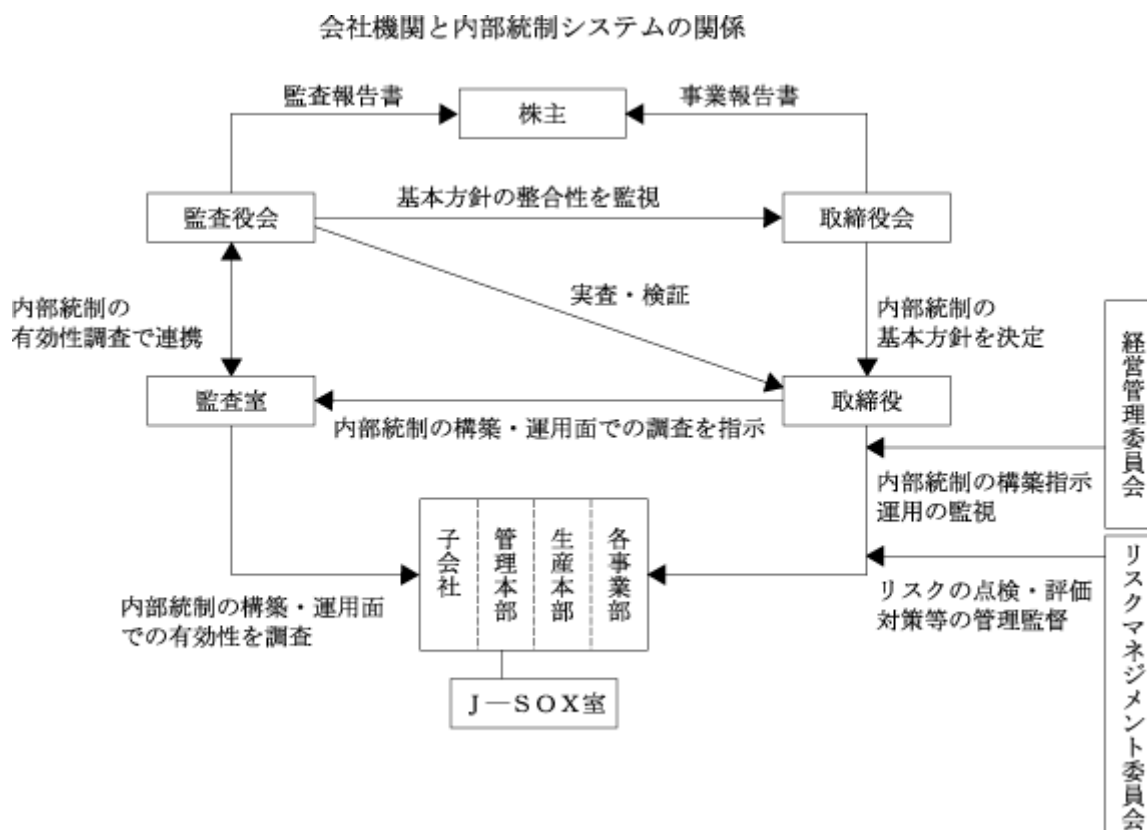 会社機関と内部統制システムの関係
監査報告書
株主
事業報告書
監査役会
基本方針の整合性を監視
取締役会
内部統制の
有効性調査で連携
実査・検証
内部統制の
基本方針を決定
経営管理委員会
監査室
内部統制の構築・運用面での調査を指示
取締役
内部統制の構築指示
運用の監視
子会社
管理本部
生産本部
各事業部
リスクの点検・評価
対策等の管理監督
リスクマネジメント委員会
内部統制の構築・運用面
での有効性を調査
J―SOX室